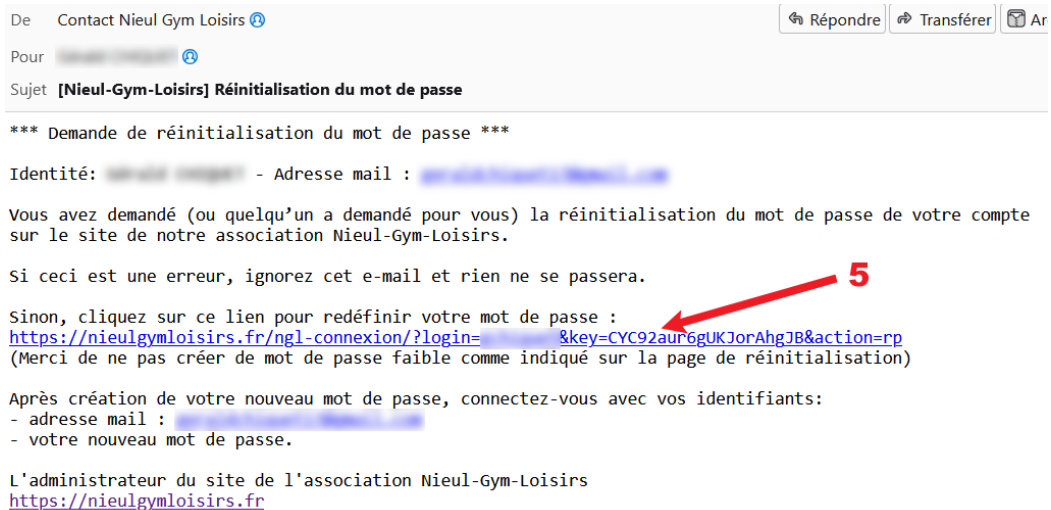 De Contact Nieul Gym Loisirs Répondre Transférer Ar
Pour
Sujet [Nieul-Gym-Loisirs] Réinitialisation du mot de passe
*** Demande de réinitialisation du mot de passe ***
Identité: - Adresse mail :
Vous avez demandé (ou quelqu’un a demandé pour vous) la réinitialisation du mot de passe de votre compte
sur le site de notre association Nieul-Gym-Loisirs.
Si ceci est une erreur, ignorez cet e-mail et rien ne se passera.
5
Sinon, cliquez sur ce lien pour redéfinir votre mot de passe :
https://nieulgymloisirs.fr/ngl-connexion/?login= &key=CYC92aur6gUKJorAhgJB&action=rp
(Merci de ne pas créer de mot de passe faible comme indiqué sur la page de réinitialisation)
Après création de votre nouveau mot de passe, connectez-vous avec vos identifiants:
- adresse mail :
- votre nouveau mot de passe.
L'administrateur du site de l'association Nieul-Gym-Loisirs
https://nieulgymloisirs.fr